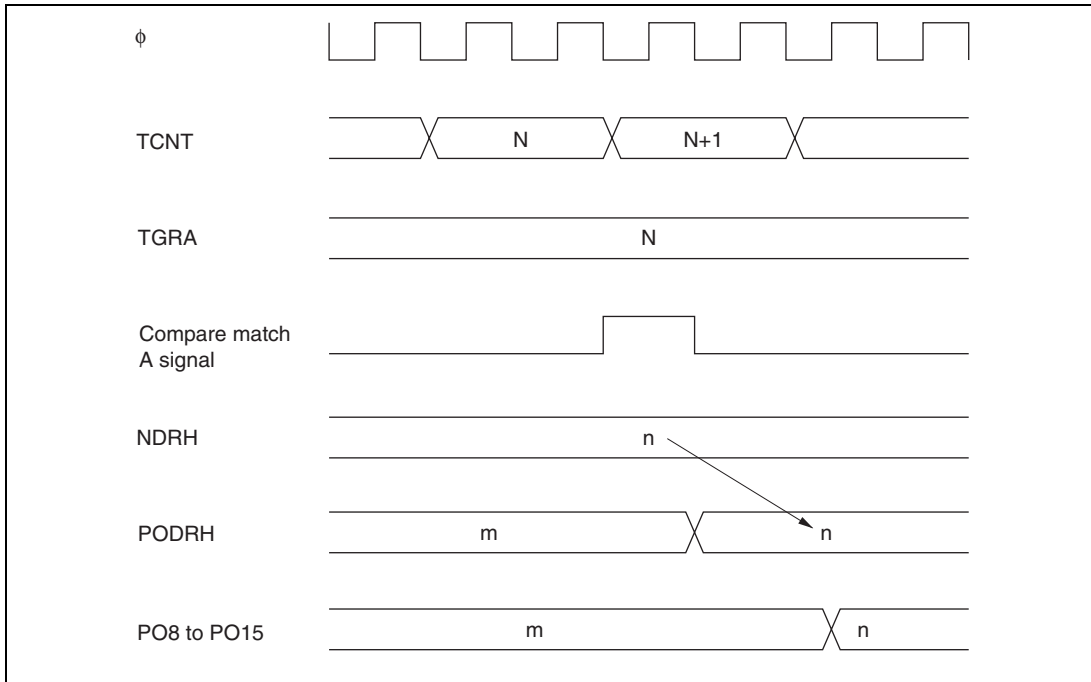 ϕ
TCNT
N
N+1
TGRA
N
Compare match
A signal
NDRH
n
PODRH
m
n
PO8 to PO15
m
n